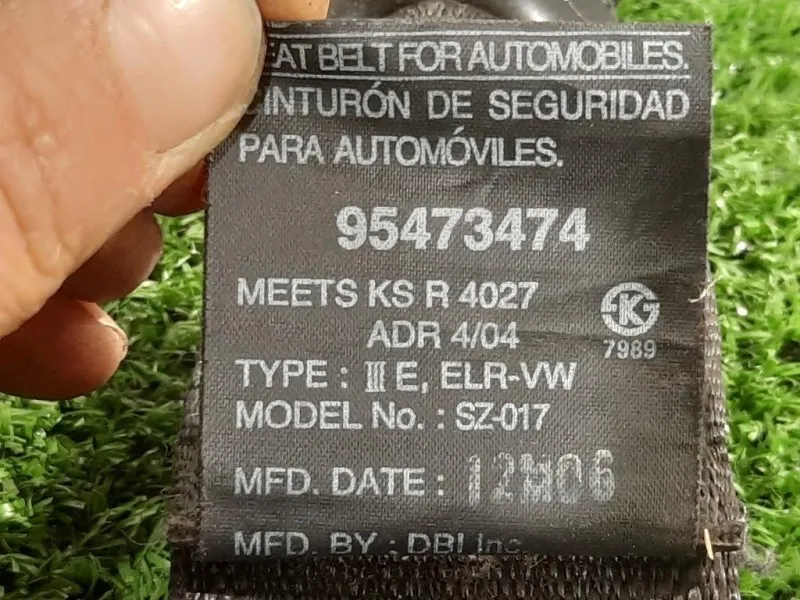 EAT BELT FOR AUTOMOBILES.
CINTURÓN DE SEGURIDAD
PARA AUTOMÓVILES.
95473474
MEETS KS R 4027
ADR 4/04
K
7989
TYPE : III E, ELR-VW
MODEL No. : SZ-017
MFD. DATE : 12M06
MFD. BY : DBI Inc.